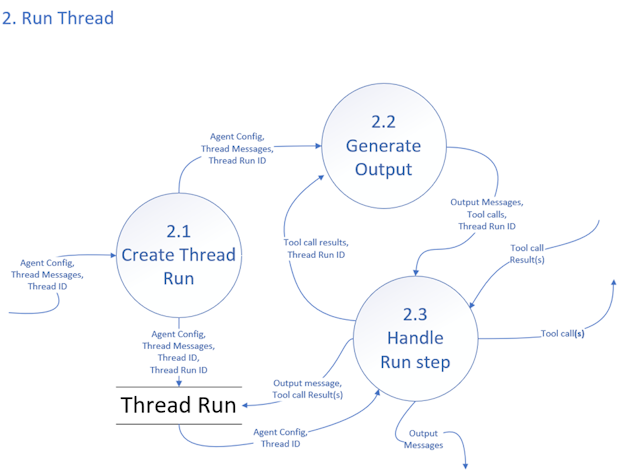 2. Run Thread
2.2
Generate
Output
Agent Config,
Thread Messages,
Thread Run ID
2.1
Create Thread
Run
Output Messages,
Tool calls,
Thread Run ID
Tool call results,
Thread Run ID
Tool call
Result(s)
Agent Config,
Thread Messages,
Thread ID
2.3
Handle
Run step
Tool call(s)
Agent Config,
Thread Messages,
Thread ID,
Thread Run ID
Output message,
Tool call Result(s)
Thread Run
Agent Config,
Thread ID
Output
Messages